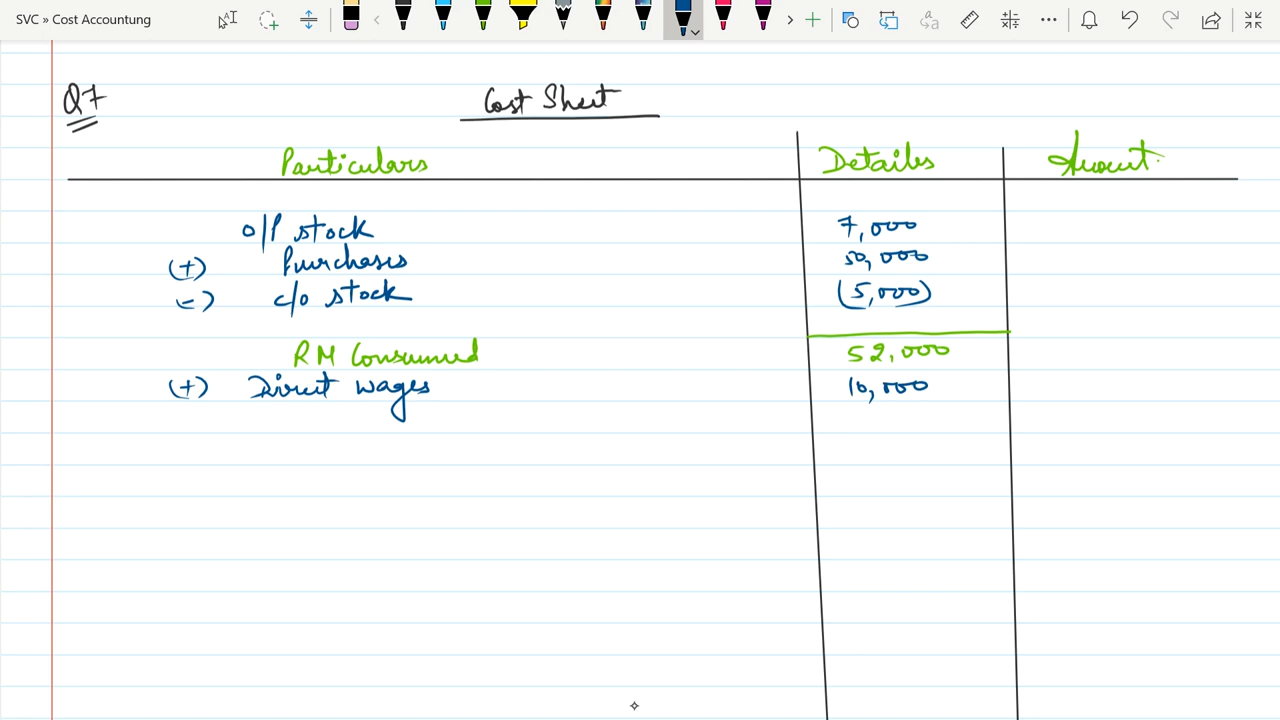 SVC » Cost Accountung
Q7
Cost Sheet
Particulars Detailes Amount
o/p stock 7,000
(+) Purchases 50,000
(-) c/o stock (5,000)
RM Consumed 52,000
(+) Direct wages 10,000